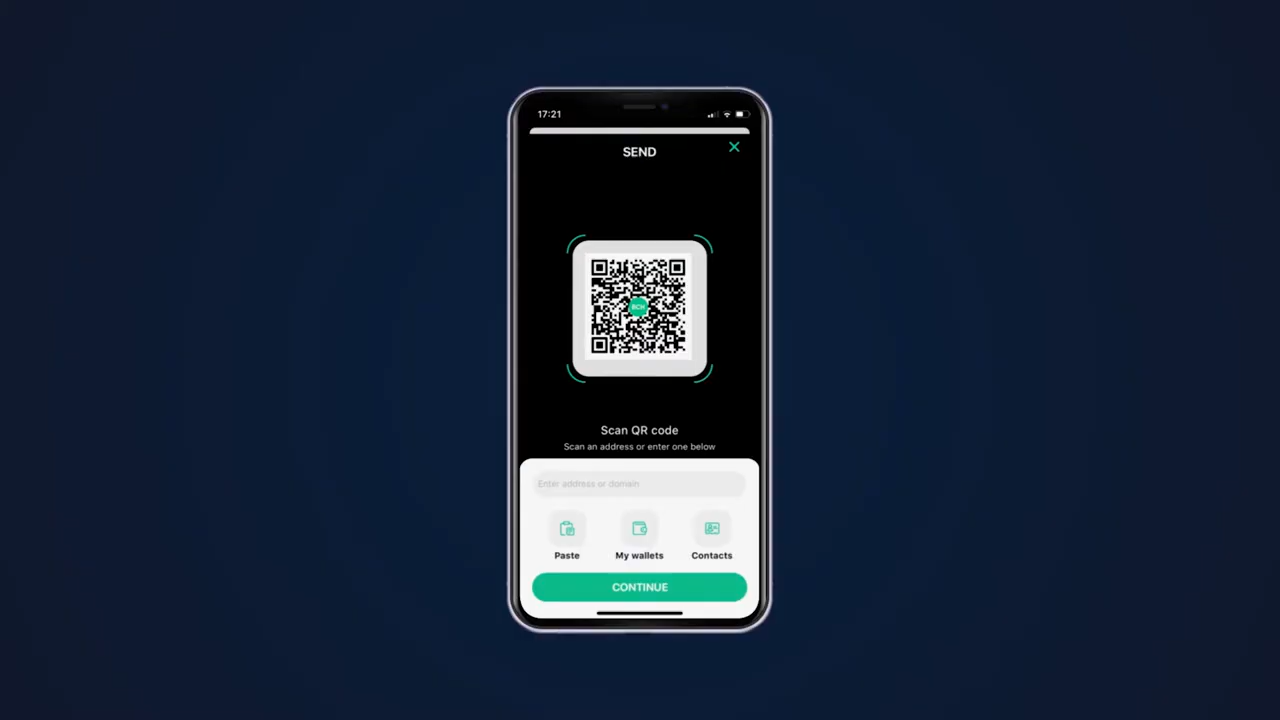 17:21
SEND
BCH
Scan QR code
Scan an address or enter one below
Enter address or domain
Paste
My wallets
Contacts
CONTINUE